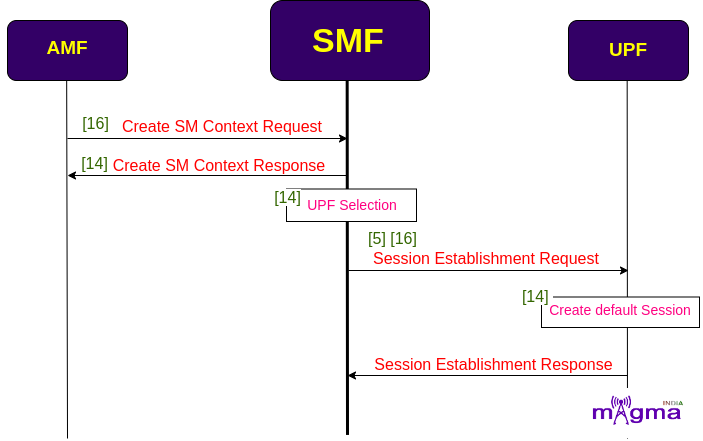 AMF
SMF
UPF
[16] Create SM Context Request
[14] Create SM Context Response
[14] UPF Selection
[5] [16]
Session Establishment Request
[14]
Create default Session
Session Establishment Response
INDIA
magma